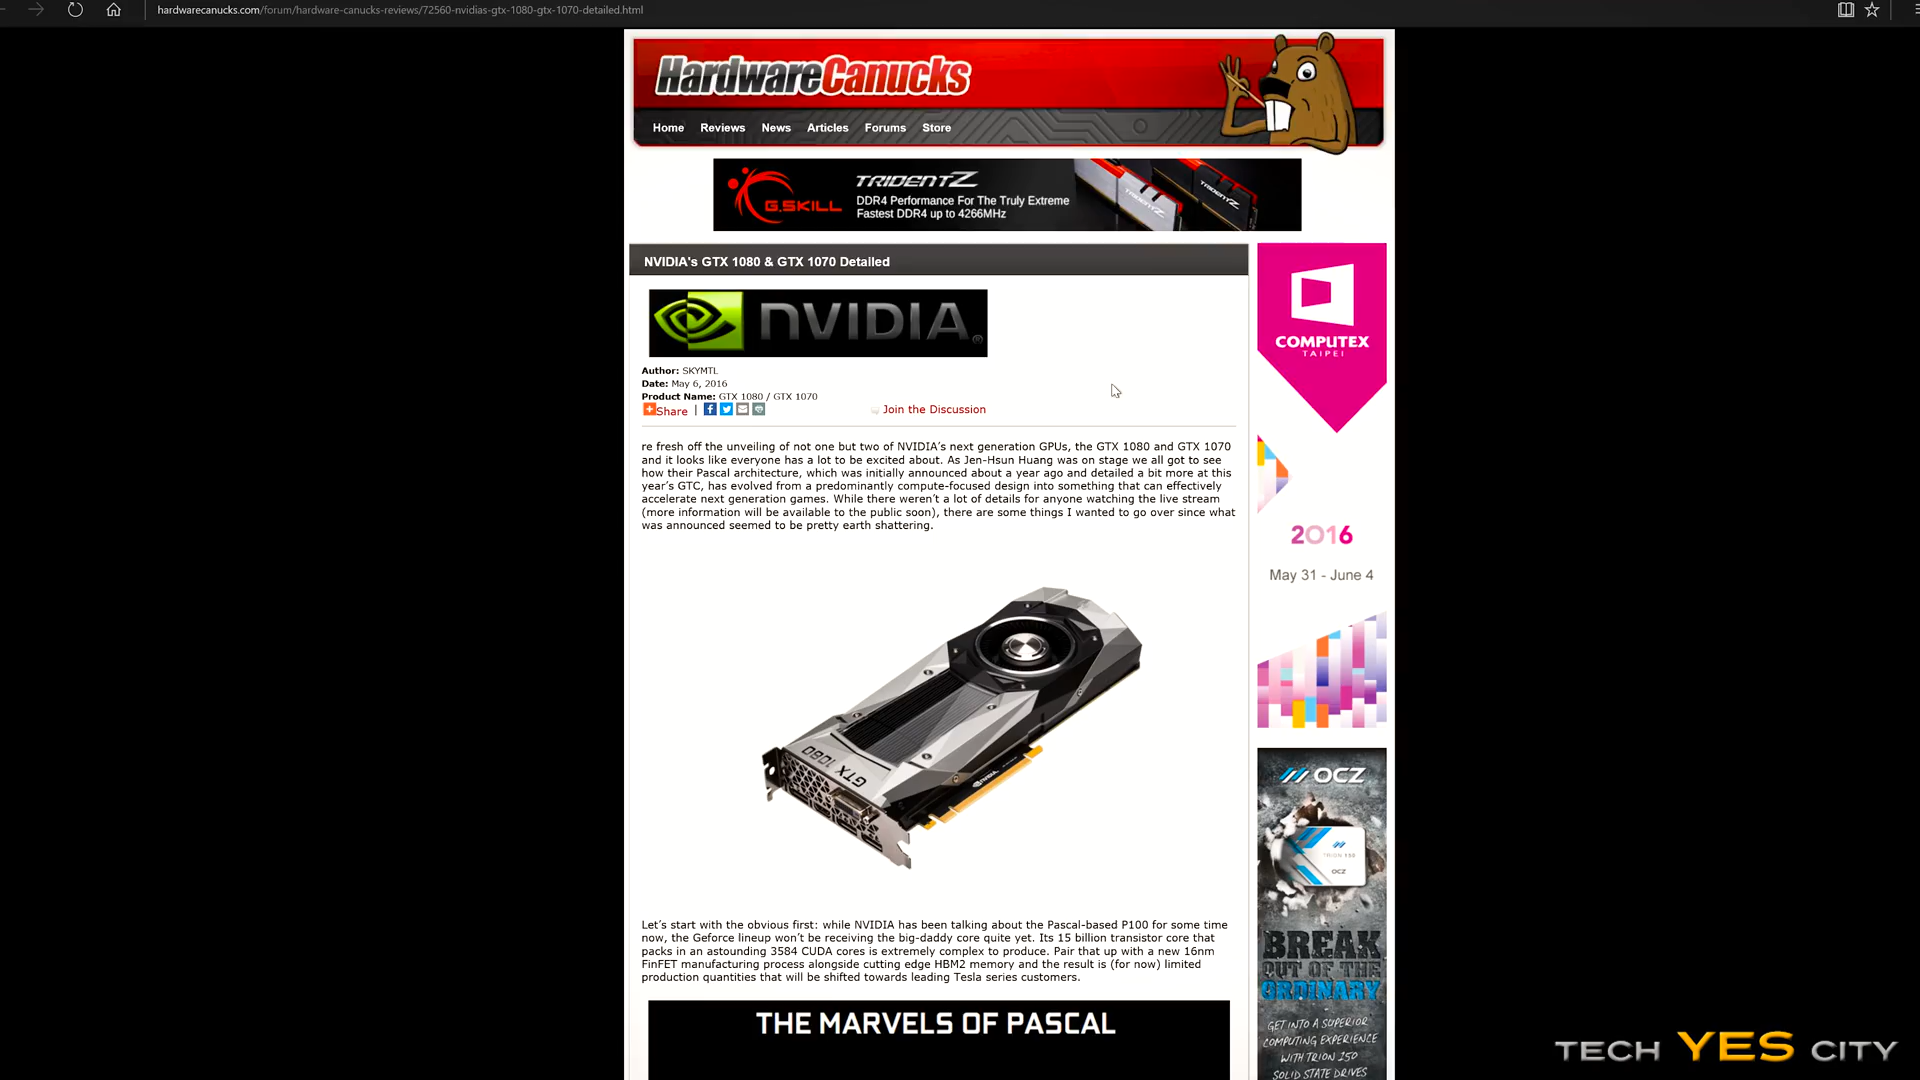 hardwarecanucks.com/forum/hardware-canucks-reviews/72560-nvidias-gtx-1080-gtx-1070-detailed.html
HardwareCanucks
Home Reviews News Articles Forums Store
G.SKILL
TRIDENT Z
DDR4 Performance For The Truly Extreme
Fastest DDR4 up to 4266MHz
NVIDIA's GTX 1080 & GTX 1070 Detailed
NVIDIA®
Author: SKYMTL
Date: May 6, 2016
Product Name: GTX 1080 / GTX 1070
Share | Join the Discussion
re fresh off the unveiling of not one but two of NVIDIA's next generation GPUs, the GTX 1080 and GTX 1070
and it looks like everyone has a lot to be excited about. As Jen-Hsun Huang was on stage we all got to see
how their Pascal architecture, which was initially announced about a year ago and detailed a bit more at this
year's GTC, has evolved from a predominantly compute-focused design into something that can effectively
accelerate next generation games. While there weren't a lot of details for anyone watching the live stream
(more information will be available to the public soon), there are some things I wanted to go over since what
was announced seemed to be pretty earth shattering.
GTX 1080
Let's start with the obvious first: while NVIDIA has been talking about the Pascal-based P100 for some time
now, the Geforce lineup won't be receiving the big-daddy core quite yet. Its 15 billion transistor core that
packs in an astounding 3584 CUDA cores is extremely complex to produce. Pair that up with a new 16nm
FinFET manufacturing process alongside cutting edge HBM2 memory and the result is (for now) limited
production quantities that will be shifted towards leading Tesla series customers.
THE MARVELS OF PASCAL
COMPUTEX
TAIPEI
2016
May 31 - June 4
OCZ
TRION 150
OCZ
BREAK
OUT OF THE
ORDINARY
GET INTO A SUPERIOR
COMPUTING EXPERIENCE
WITH TRION 150
SOLID STATE DRIVES
TECH YES CITY